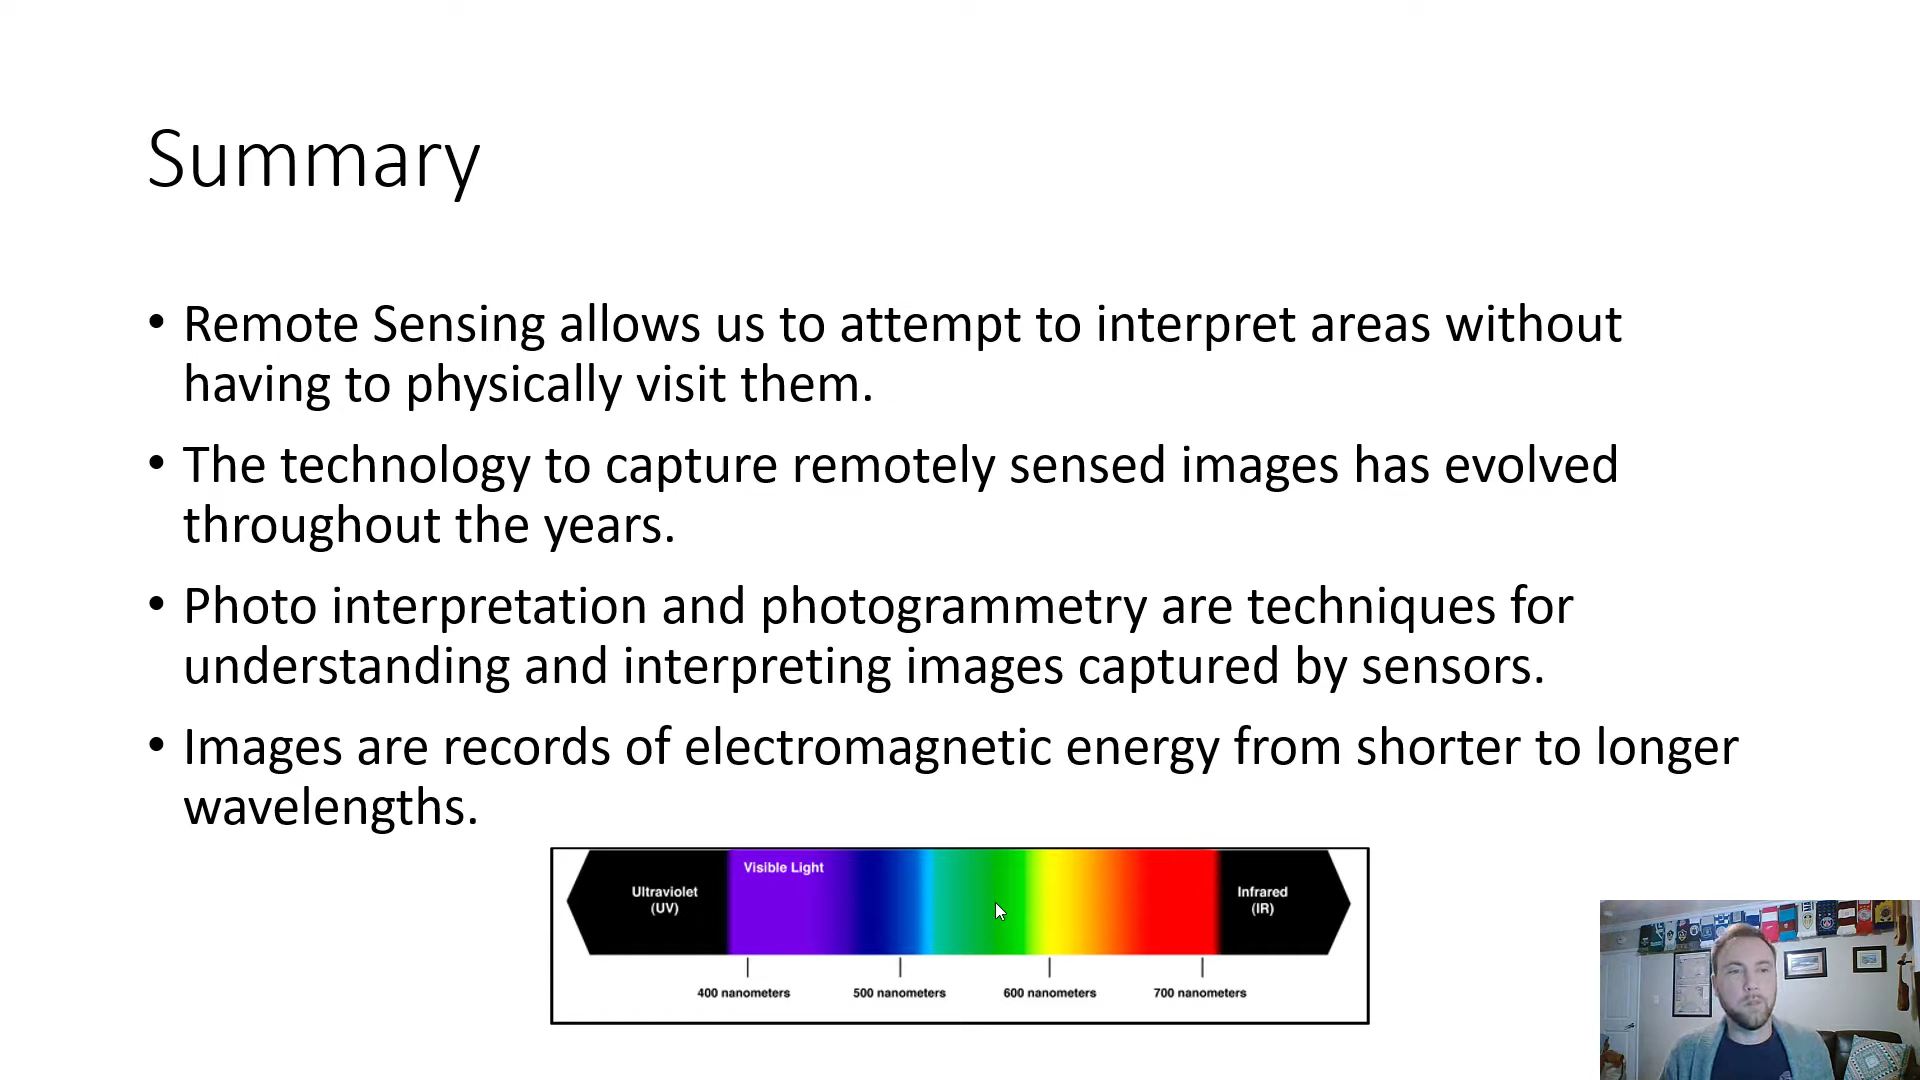 Summary
• Remote Sensing allows us to attempt to interpret areas without
having to physically visit them.
• The technology to capture remotely sensed images has evolved
throughout the years.
• Photo interpretation and photogrammetry are techniques for
understanding and interpreting images captured by sensors.
• Images are records of electromagnetic energy from shorter to longer
wavelengths.
Visible Light
Ultraviolet
(UV)
Infrared
(IR)
400 nanometers
500 nanometers
600 nanometers
700 nanometers